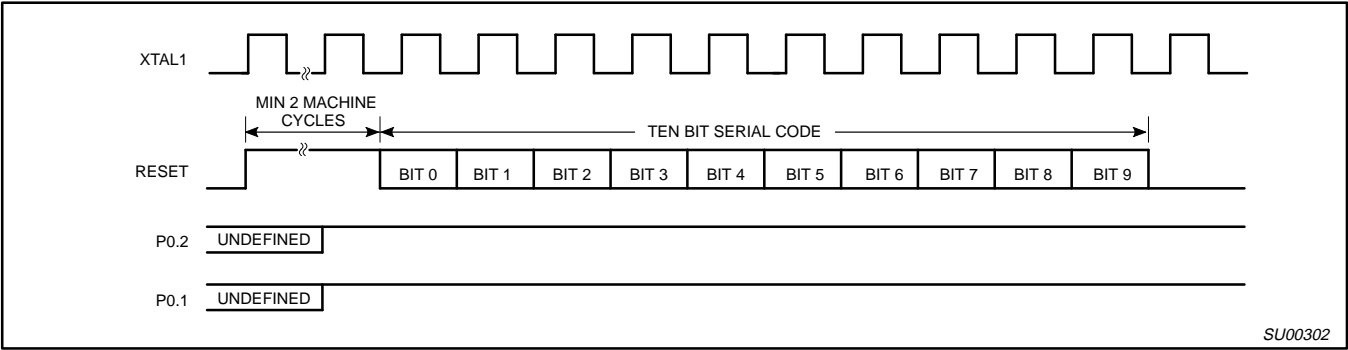 XTAL1
MIN 2 MACHINE
CYCLES
TEN BIT SERIAL CODE
RESET
BIT 0 BIT 1 BIT 2 BIT 3 BIT 4 BIT 5 BIT 6 BIT 7 BIT 8 BIT 9
P0.2 UNDEFINED
P0.1 UNDEFINED
SU00302